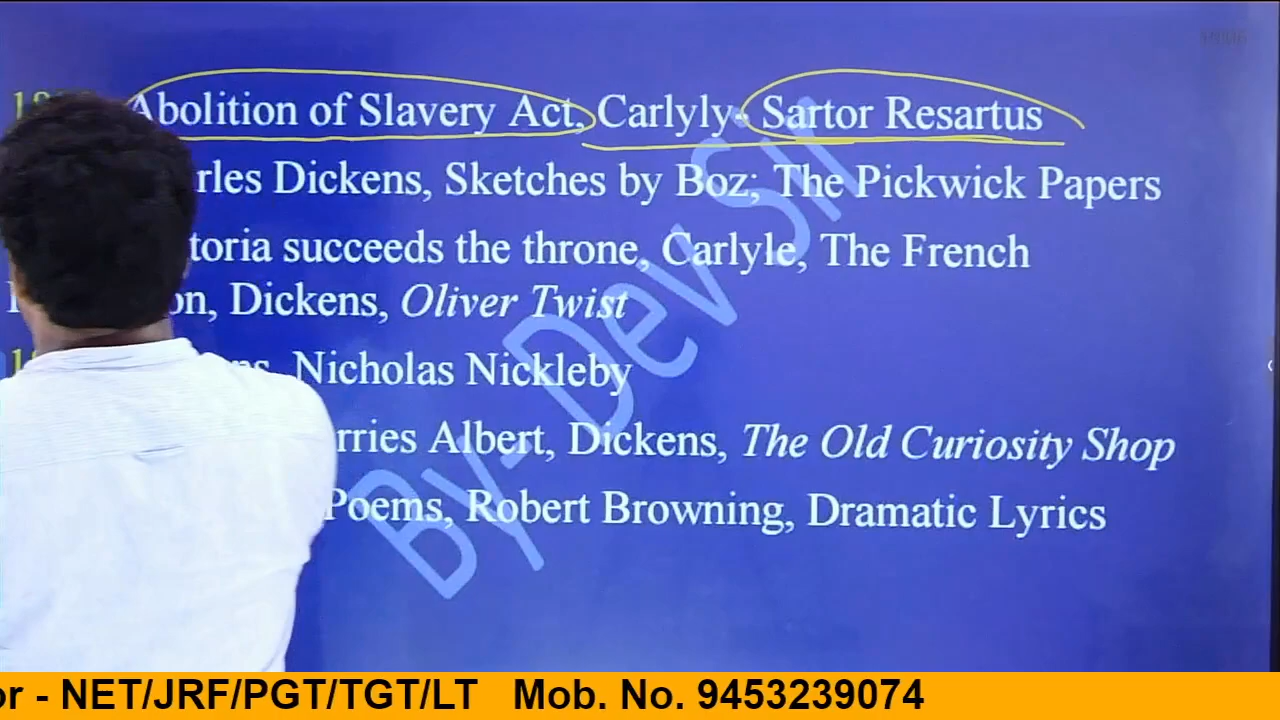 Abolition of Slavery Act, Carlyly- Sartor Resartus
rles Dickens, Sketches by Boz; The Pickwick Papers
toria succeeds the throne, Carlyle, The French
on, Dickens, Oliver Twist
Nicholas Nickleby
rries Albert, Dickens, The Old Curiosity Shop
Poems, Robert Browning, Dramatic Lyrics
By- Dev Sir
or - NET/JRF/PGT/TGT/LT Mob. No. 9453239074